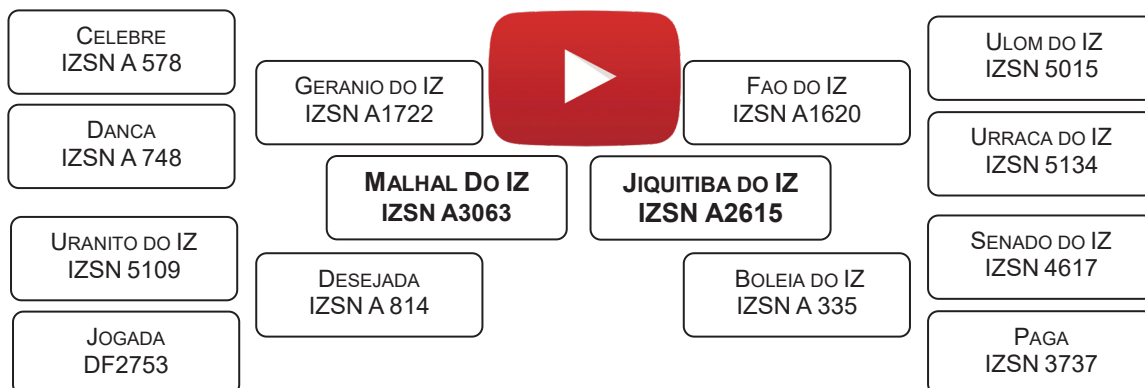 CELEBRE
IZSN A 578
DANCA
IZSN A 748
URANITO DO IZ
IZSN 5109
JOGADA
DF2753
GERANIO DO IZ
IZSN A1722
DESEJADA
IZSN A 814
MALHAL DO IZ
IZSN A3063
JIQUITIBA DO IZ
IZSN A2615
FAO DO IZ
IZSN A1620
BOLEIA DO IZ
IZSN A 335
ULOM DO IZ
IZSN 5015
URRACA DO IZ
IZSN 5134
SENADO DO IZ
IZSN 4617
PAGA
IZSN 3737